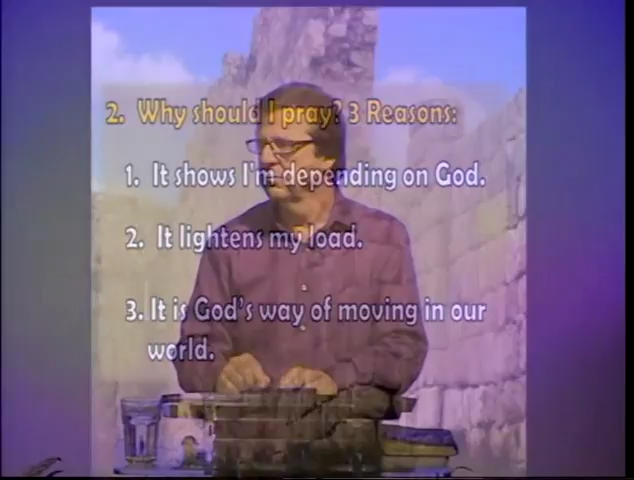 2. Why should I pray? 3 Reasons:
1. It shows I'm depending on God.
2. It lightens my load.
3. It is God's way of moving in our
world.